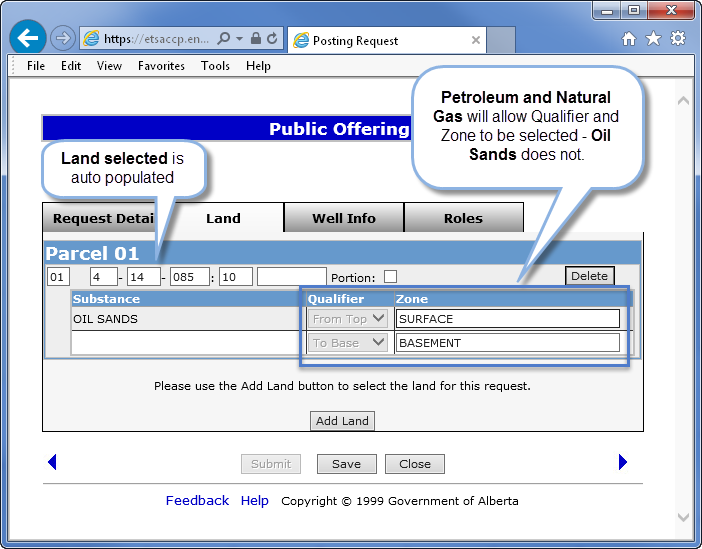 https://etsaccp.en...
Posting Request
File Edit View Favorites Tools Help
Public Offering
Petroleum and Natural
Gas will allow Qualifier and
Zone to be selected - Oil
Sands does not.
Land selected is
auto populated
Request Detai Land Well Info Roles
Parcel 01
01 4 - 14 - 085 : 10 Portion: Delete
Substance Qualifier Zone
OIL SANDS From Top SURFACE
To Base BASEMENT
Please use the Add Land button to select the land for this request.
Add Land
Submit Save Close
Feedback Help Copyright © 1999 Government of Alberta